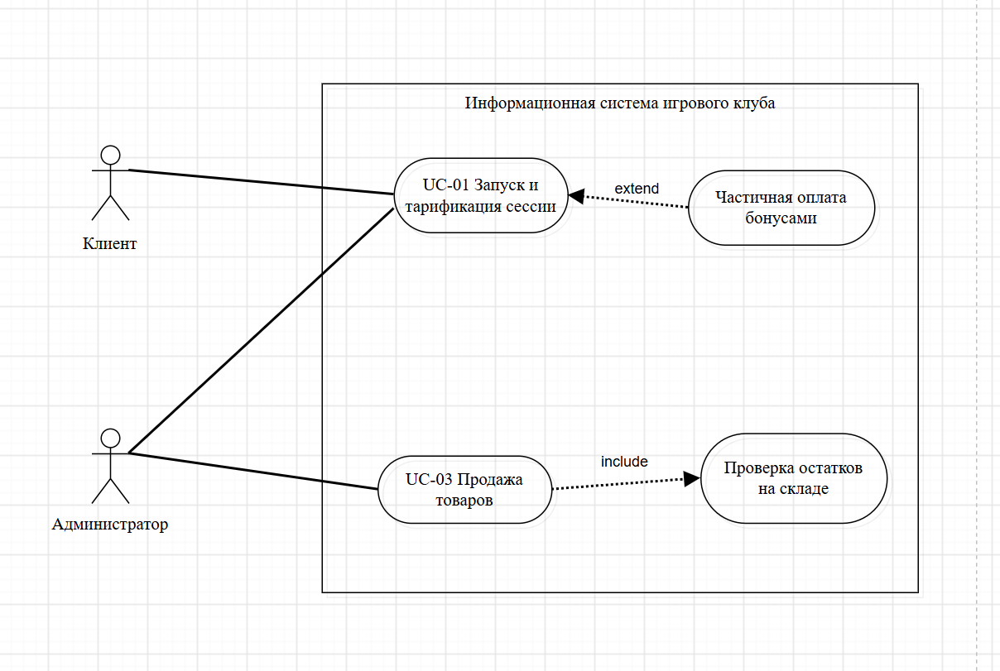 Информационная система игрового клуба
UC-01 Запуск и
тарификация сессии
extend
Частичная оплата
бонусами
Клиент
include
Проверка остатков
на складе
UC-03 Продажа
товаров
Администратор